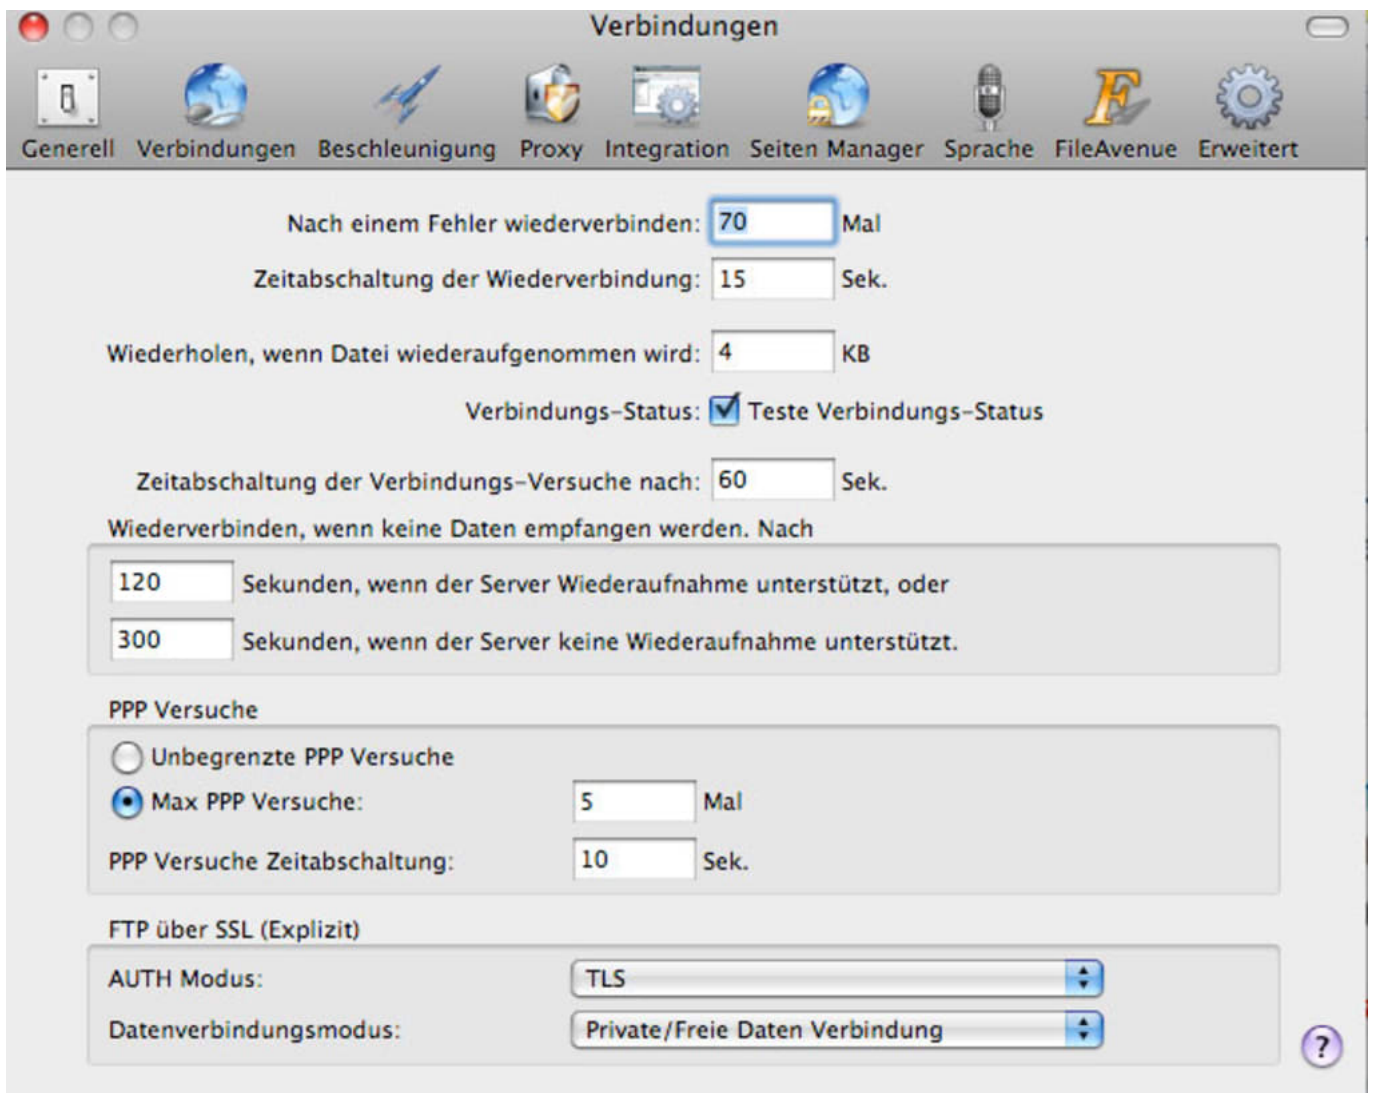 Verbindungen
Generell Verbindungen Beschleunigung Proxy Integration Seiten Manager Sprache FileAvenue Erweitert
Nach einem Fehler wiederverbinden: 70 Mal
Zeitabschaltung der Wiederverbindung: 15 Sek.
Wiederholen, wenn Datei wiederaufgenommen wird: 4 KB
Verbindungs-Status: Teste Verbindungs-Status
Zeitabschaltung der Verbindungs-Versuche nach: 60 Sek.
Wiederverbinden, wenn keine Daten empfangen werden. Nach
120 Sekunden, wenn der Server Wiederaufnahme unterstützt, oder
300 Sekunden, wenn der Server keine Wiederaufnahme unterstützt.
PPP Versuche
Unbegrenzte PPP Versuche
Max PPP Versuche: 5 Mal
PPP Versuche Zeitabschaltung: 10 Sek.
FTP über SSL (Explizit)
AUTH Modus: TLS
Datenverbindungsmodus: Private/Freie Daten Verbindung
?